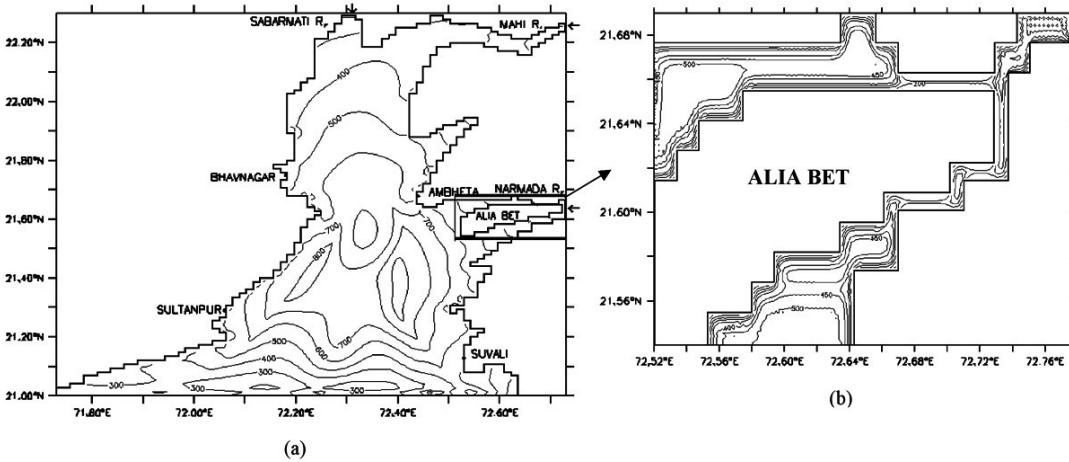 SABARMATI R.
MAHI R.
22.20°N
22.00°N
21.80°N
21.60°N
21.40°N
21.20°N
21.00°N
400
500
BHAVNAGAR
AMBHETA
NARMADA R.
ALIA BET
700
700
800
SULTANPUR
700
500
600
400
300
300
300
300
SUVALI
71.80°E
72.00°E
72.20°E
72.40°E
72.60°E
(a)
21.68°N
21.64°N
21.60°N
21.56°N
500
450
200
ALIA BET
450
450
500
400
72.52°E
72.56°E
72.60°E
72.64°E
72.68°E
72.72°E
72.76°E
(b)